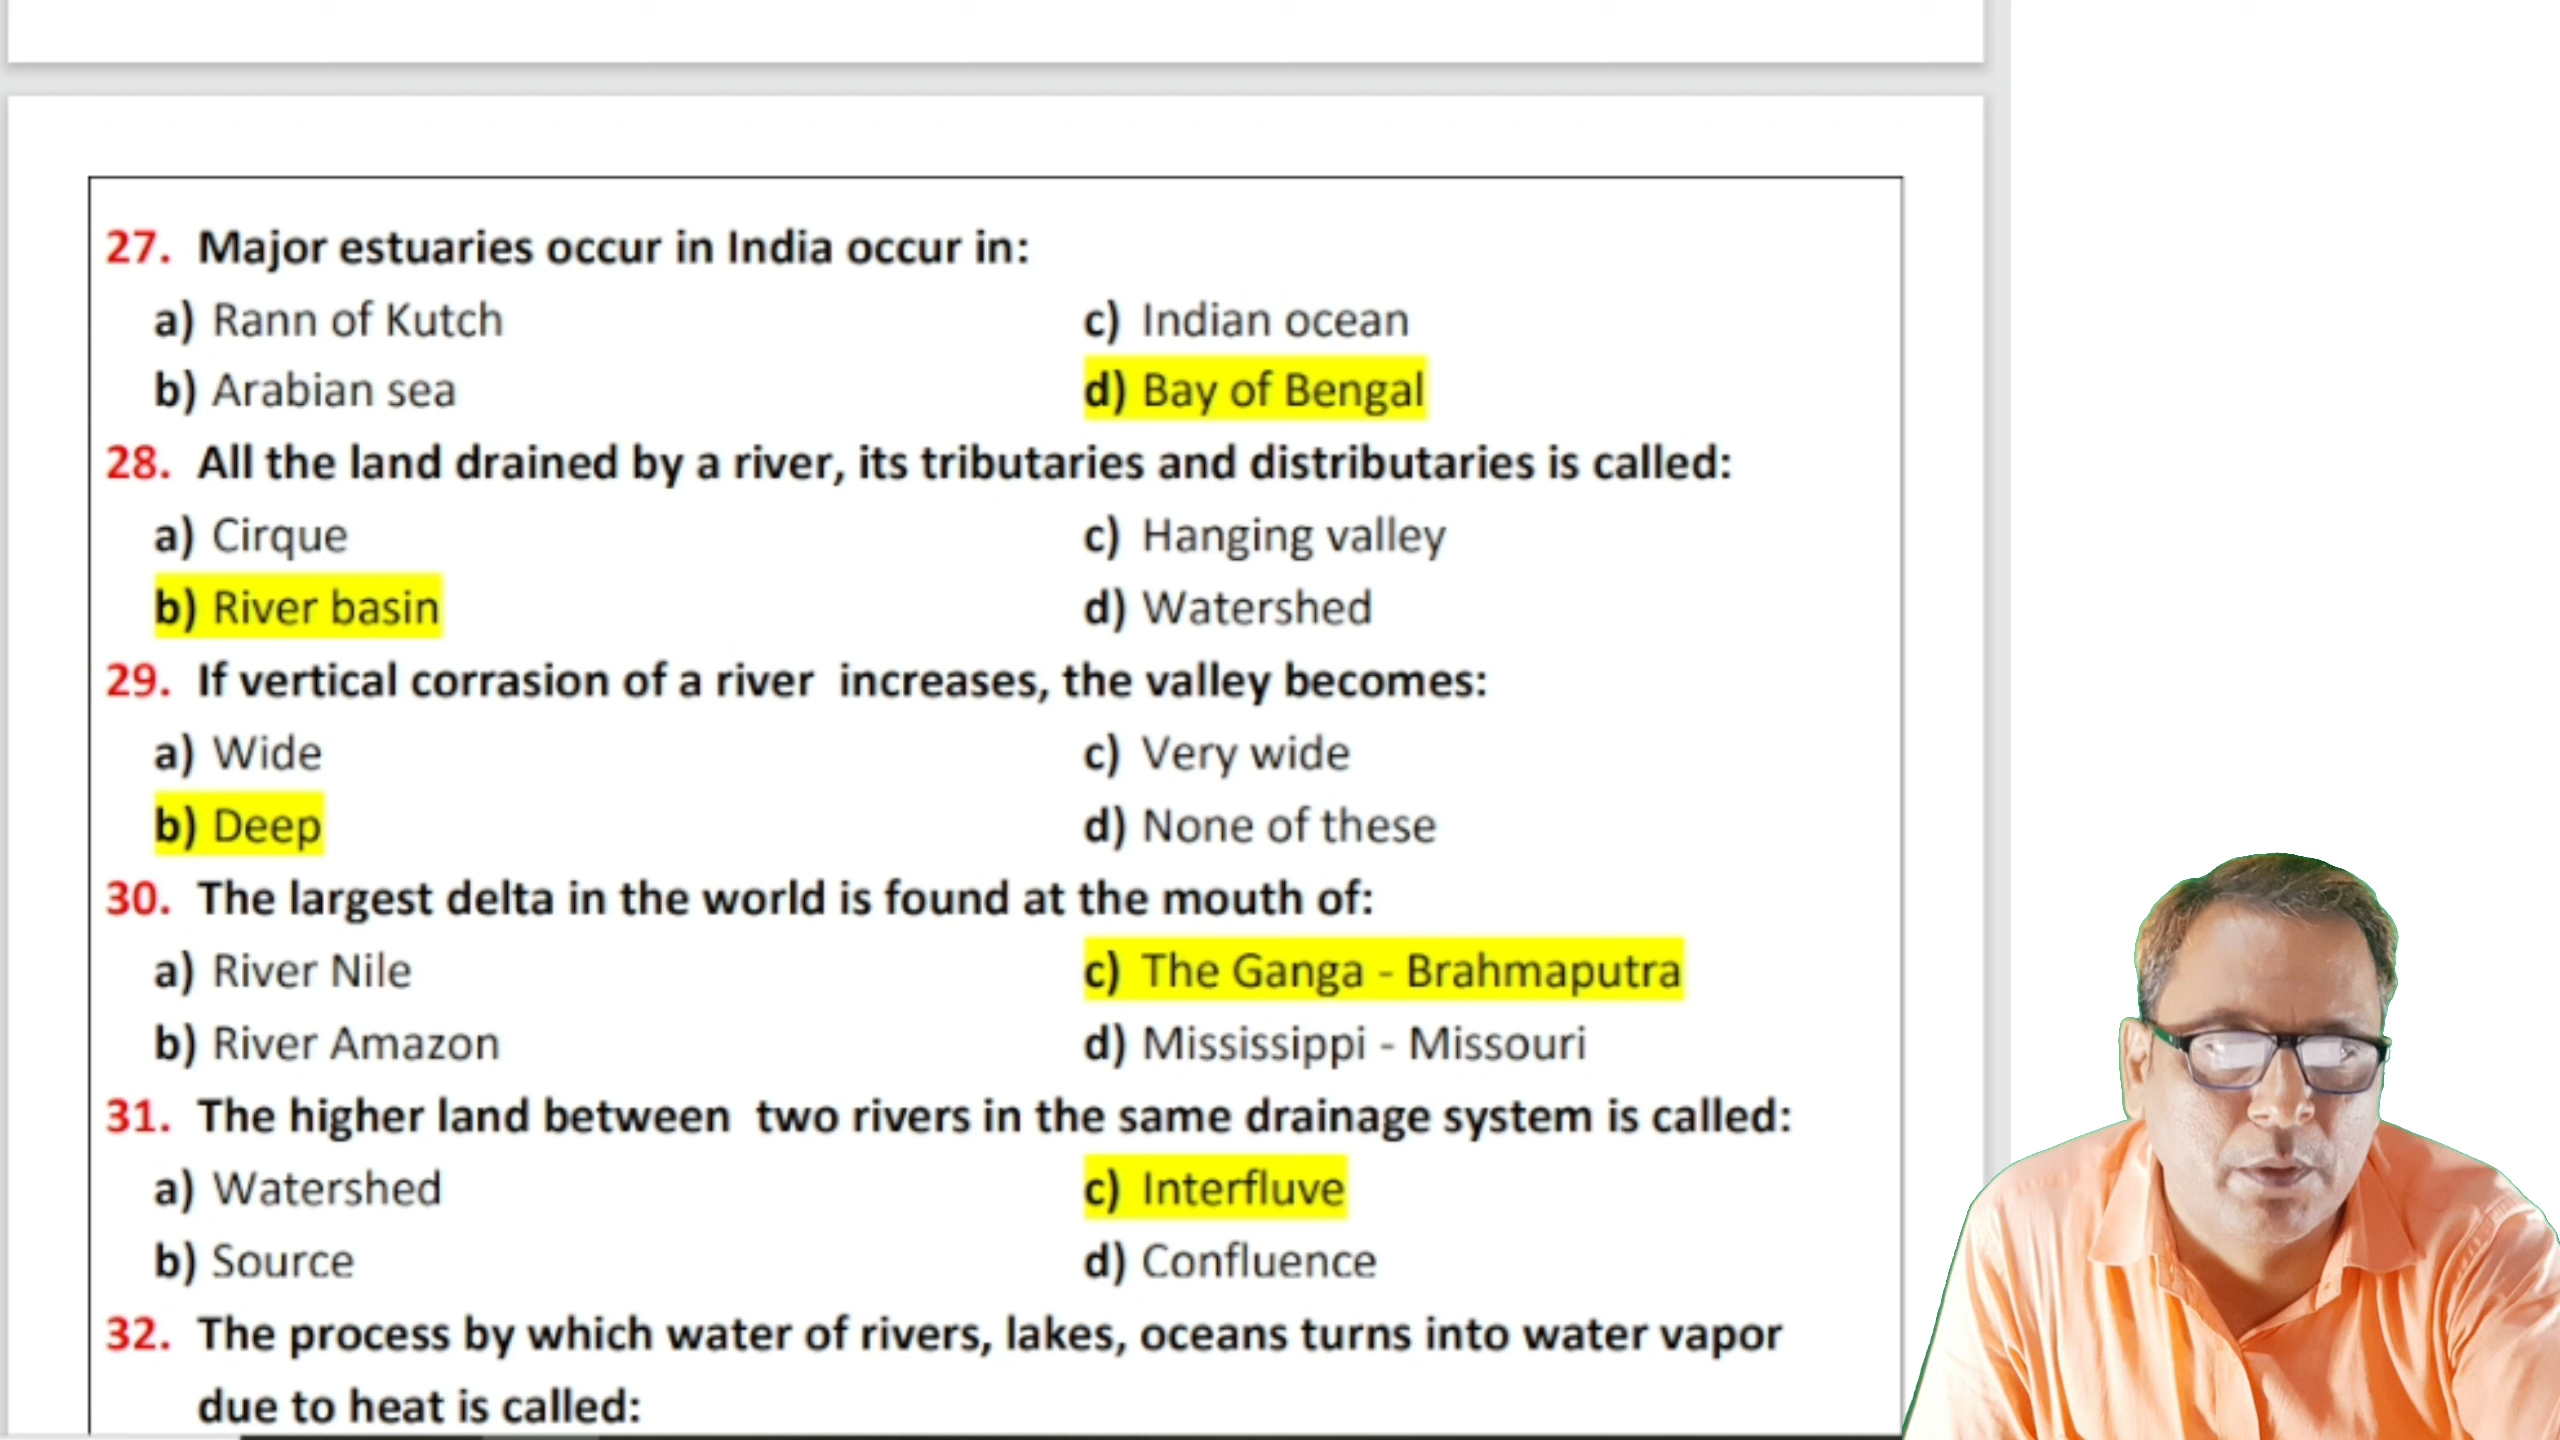 27. Major estuaries occur in India occur in:
a) Rann of Kutch c) Indian ocean
b) Arabian sea d) Bay of Bengal
28. All the land drained by a river, its tributaries and distributaries is called:
a) Cirque c) Hanging valley
b) River basin d) Watershed
29. If vertical corrasion of a river increases, the valley becomes:
a) Wide c) Very wide
b) Deep d) None of these
30. The largest delta in the world is found at the mouth of:
a) River Nile c) The Ganga - Brahmaputra
b) River Amazon d) Mississippi - Missouri
31. The higher land between two rivers in the same drainage system is called:
a) Watershed c) Interfluve
b) Source d) Confluence
32. The process by which water of rivers, lakes, oceans turns into water vapor
due to heat is called: